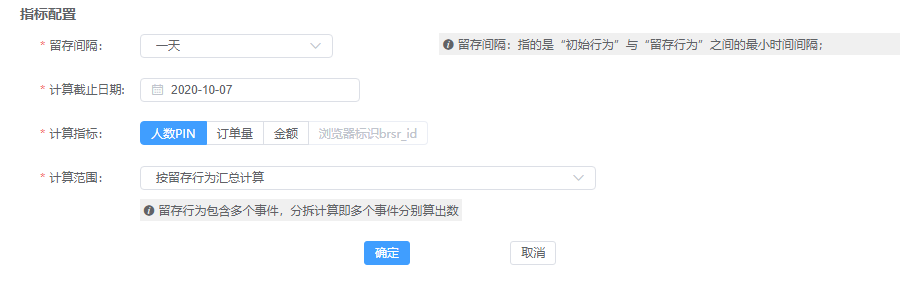 指标配置
* 留存间隔: 一天 留存间隔：指的是“初始行为”与“留存行为”之间的最小时间间隔；
* 计算截止日期: 2020-10-07
* 计算指标: 人数PIN 订单量 金额 浏览器标识brsr_id
* 计算范围: 按留存行为汇总计算
留存行为包含多个事件，分拆计算即多个事件分别算出数
确定 取消